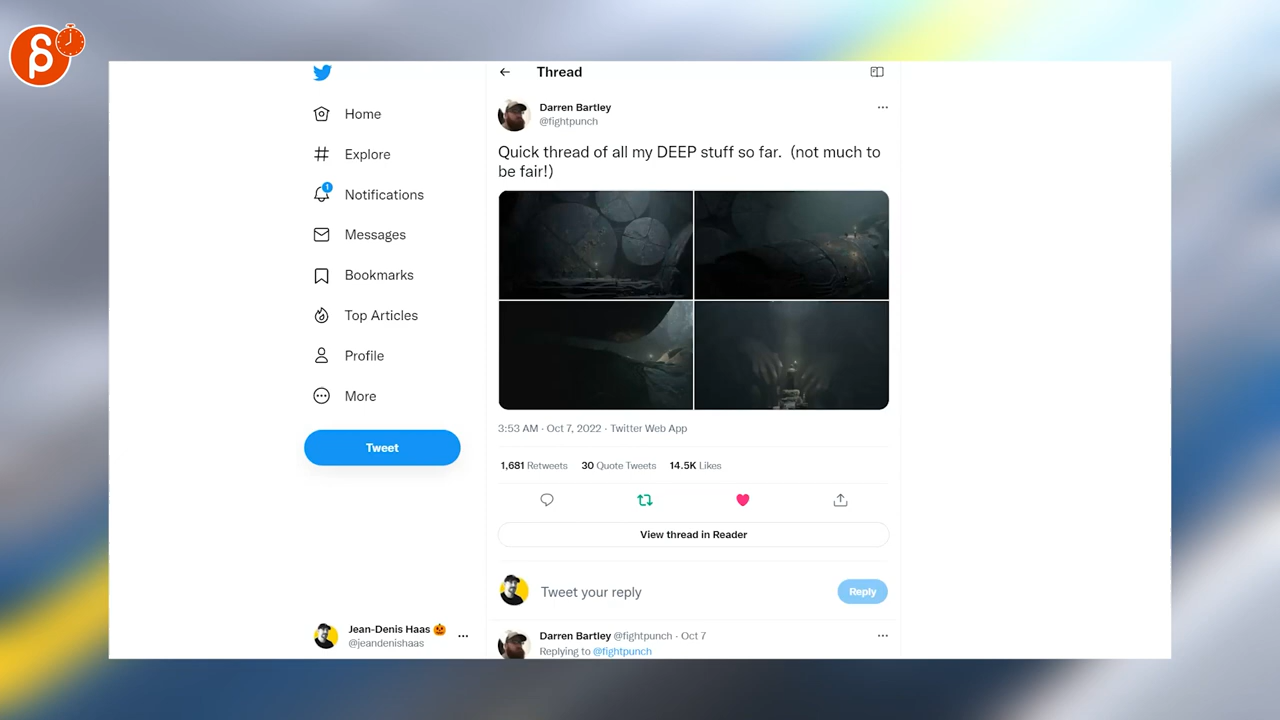 Thread
Home
Explore
1
Notifications
Messages
Bookmarks
Top Articles
Profile
More
Tweet
Jean-Denis Haas 🎃
@jeandenishaas
Darren Bartley
@fightpunch
Quick thread of all my DEEP stuff so far. (not much to
be fair!)
3:53 AM · Oct 7, 2022 · Twitter Web App
1,681 Retweets 30 Quote Tweets 14.5K Likes
View thread in Reader
Tweet your reply
Reply
Darren Bartley @fightpunch · Oct 7
Replying to @fightpunch